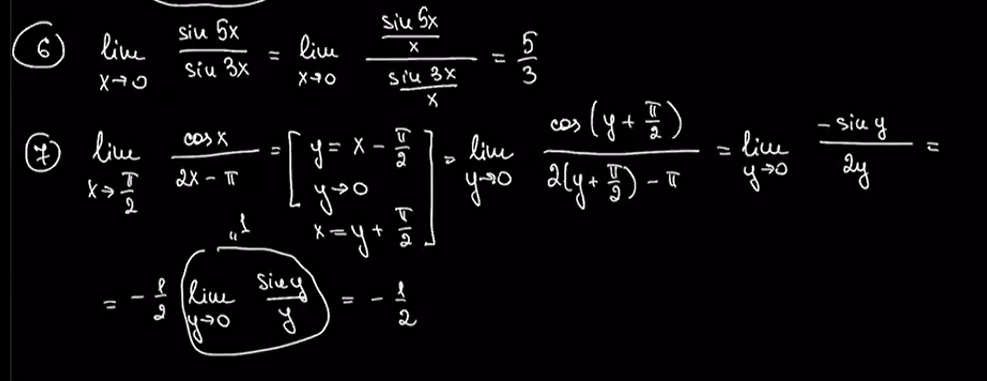 6) lim_{x→0} sin 5x / sin 3x = lim_{x→0} (sin 5x / x) / (sin 3x / x) = 5/3
7) lim_{x→π/2} cos x / (2x - π) = [y = x - π/2, y→0, x = y + π/2] = lim_{y→0} cos(y + π/2) / (2(y + π/2) - π) = lim_{y→0} -sin y / 2y =
= -1/2 lim_{y→0} sin y / y = -1/2
"1